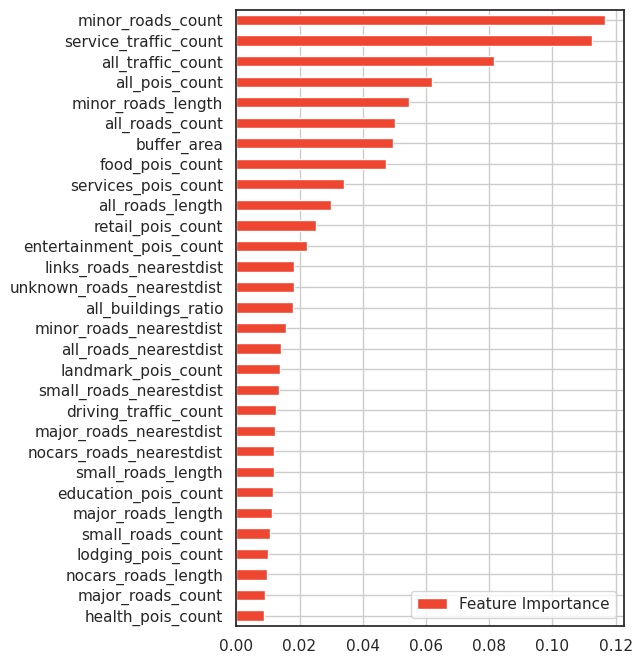 minor_roads_count
service_traffic_count
all_traffic_count
all_pois_count
minor_roads_length
all_roads_count
buffer_area
food_pois_count
services_pois_count
all_roads_length
retail_pois_count
entertainment_pois_count
links_roads_nearestdist
unknown_roads_nearestdist
all_buildings_ratio
minor_roads_nearestdist
all_roads_nearestdist
landmark_pois_count
small_roads_nearestdist
driving_traffic_count
major_roads_nearestdist
nocars_roads_nearestdist
small_roads_length
education_pois_count
major_roads_length
small_roads_count
lodging_pois_count
nocars_roads_length
major_roads_count
health_pois_count
Feature Importance
0.00 0.02 0.04 0.06 0.08 0.10 0.12